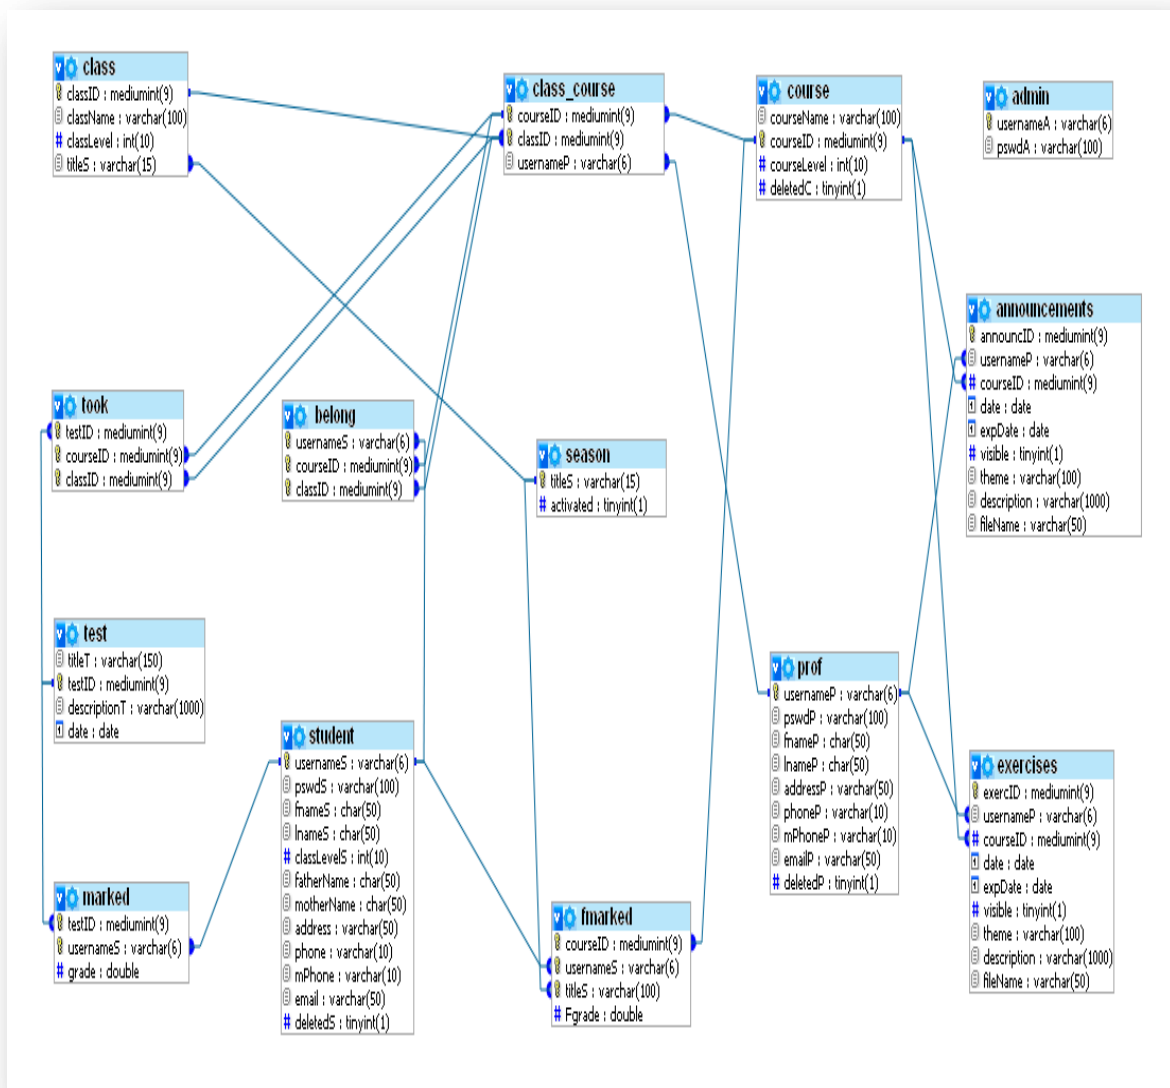 class
classID : mediumint(9)
className : varchar(100)
# classLevel : int(10)
titleS : varchar(15)
class_course
courseID : mediumint(9)
classID : mediumint(9)
usernameP : varchar(6)
course
courseName : varchar(100)
courseID : mediumint(9)
# courseLevel : int(10)
# deletedC : tinyint(1)
admin
usernameA : varchar(6)
pswdA : varchar(100)
announcements
announcID : mediumint(9)
usernameP : varchar(6)
# courseID : mediumint(9)
date : date
expDate : date
# visible : tinyint(1)
theme : varchar(100)
description : varchar(1000)
fileName : varchar(50)
took
testID : mediumint(9)
courseID : mediumint(9)
classID : mediumint(9)
belong
usernameS : varchar(6)
courseID : mediumint(9)
classID : mediumint(9)
season
titleS : varchar(15)
# activated : tinyint(1)
test
titleT : varchar(150)
testID : mediumint(9)
descriptionT : varchar(1000)
date : date
student
usernameS : varchar(6)
pswdS : varchar(100)
fnameS : char(50)
lnameS : char(50)
# classLevelS : int(10)
fatherName : char(50)
motherName : char(50)
address : varchar(50)
phone : varchar(10)
mPhone : varchar(10)
email : varchar(50)
# deletedS : tinyint(1)
prof
usernameP : varchar(6)
pswdP : varchar(100)
fnameP : char(50)
lnameP : char(50)
addressP : varchar(50)
phoneP : varchar(10)
mPhoneP : varchar(10)
emailP : varchar(50)
# deletedP : tinyint(1)
exercises
exercID : mediumint(9)
usernameP : varchar(6)
# courseID : mediumint(9)
date : date
expDate : date
# visible : tinyint(1)
theme : varchar(100)
description : varchar(1000)
fileName : varchar(50)
marked
testID : mediumint(9)
usernameS : varchar(6)
# grade : double
fmarked
courseID : mediumint(9)
usernameS : varchar(6)
titleS : varchar(100)
# Fgrade : double